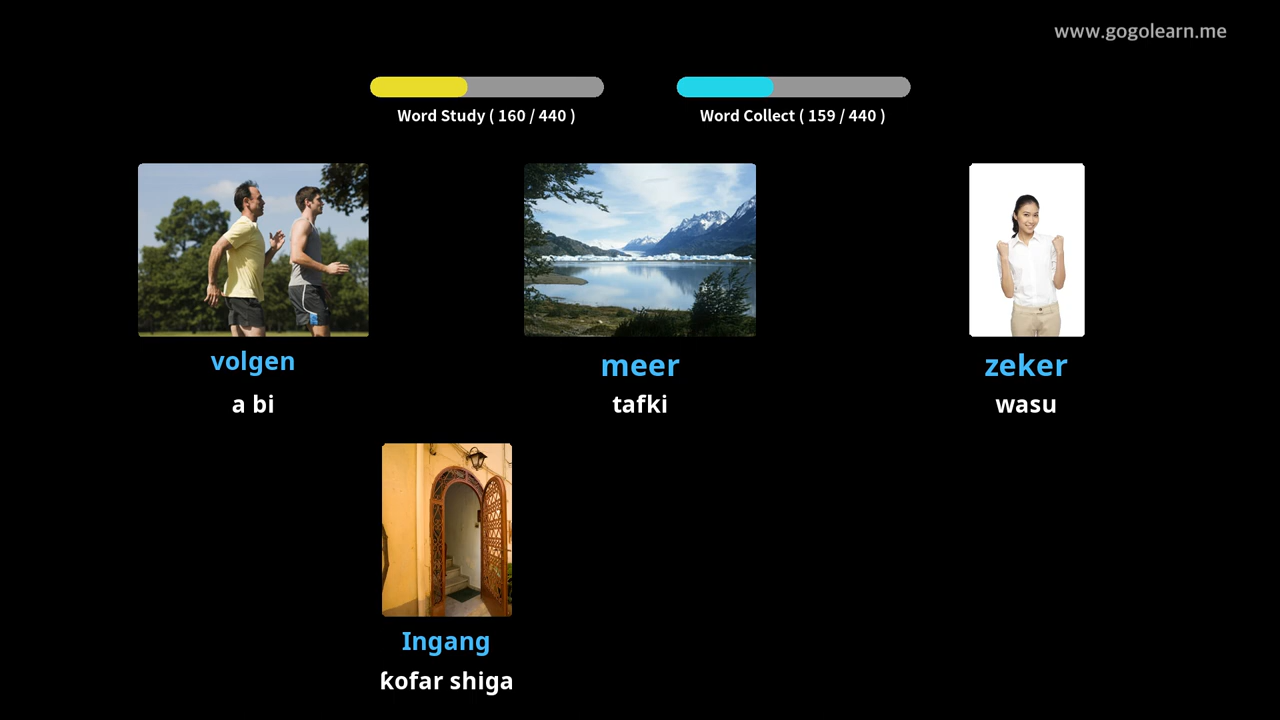 www.gogolearn.me
Word Study ( 160 / 440 )
Word Collect ( 159 / 440 )
volgen
a bi
meer
tafki
zeker
wasu
Ingang
ƙofar shiga